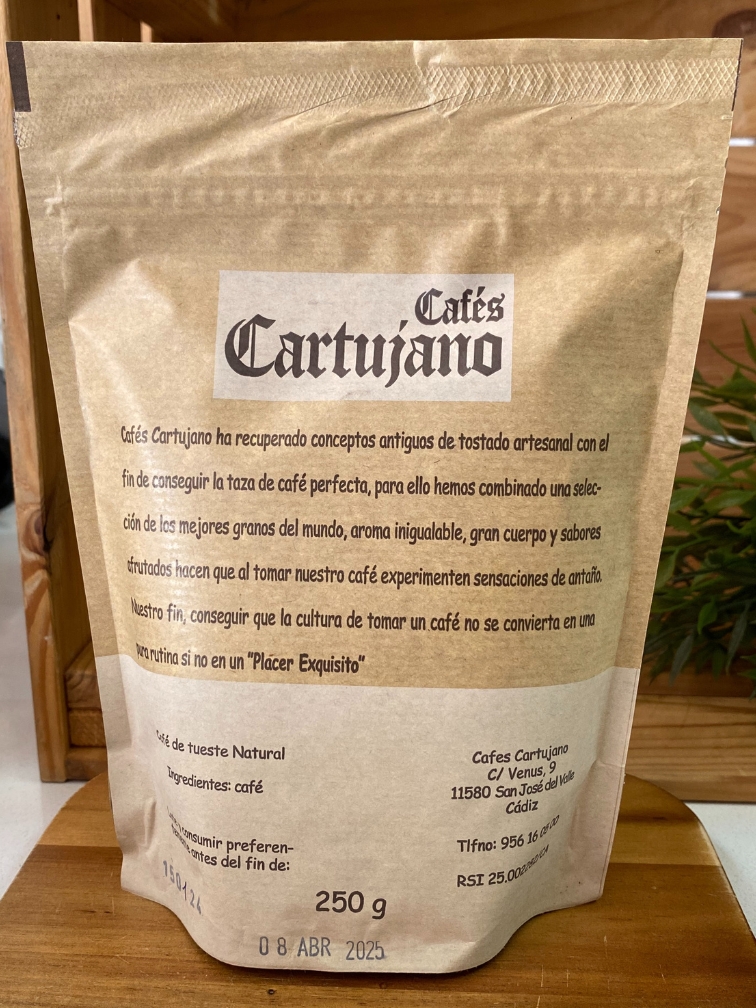 Cafés
Cartujano
Cafés Cartujano ha recuperado conceptos antiguos de tostado artesanal con el
fin de conseguir la taza de café perfecta, para ello hemos combinado una selec-
ción de los mejores granos del mundo, aroma inigualable, gran cuerpo y sabores
afrutados hacen que al tomar nuestro café experimenten sensaciones de antaño.
Nuestro fin, conseguir que la cultura de tomar un café no se convierta en una
pura rutina si no en un "Placer Exquisito"
Café de tueste Natural
Ingredientes: café
consumir preferen-
antes del fin de:
150124
250 g
08 ABR 2025
Cafes Cartujano
C/ Venus, 9
11580 San José del Valle
Cádiz
Tlfno: 956 16
RSI